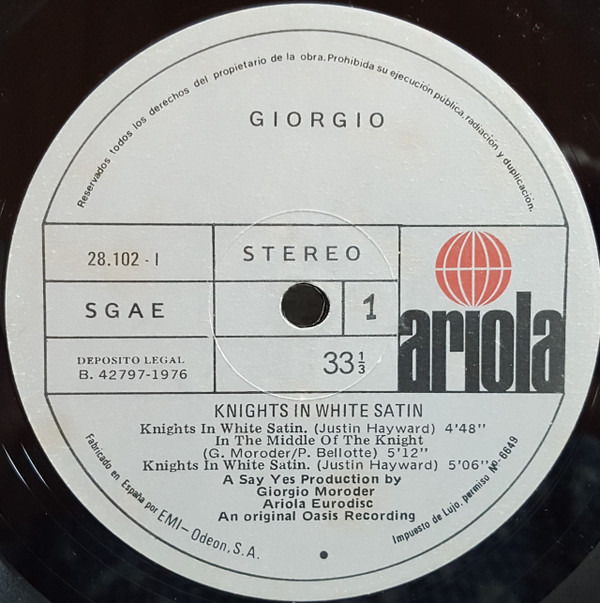 Reservados todos los derechos del propietario de la obra. Prohibida su ejecución pública, radiación y duplicación.
GIORGIO
28.102 - I
STEREO
SGAE
1
ariola
DEPOSITO LEGAL
B. 42797-1976
33⅓
KNIGHTS IN WHITE SATIN
Knights In White Satin. (Justin Hayward) 4'48''
In The Middle Of The Knight
(G. Moroder/P. Bellotte) 5'12''
Knights In White Satin. (Justin Hayward) 5'06''
A Say Yes Production by
Giorgio Moroder
Ariola Eurodisc
An original Oasis Recording
Fabricado en España por EMI-Odeon, S.A.
Impuesto de Lujo, permiso Nº 6649